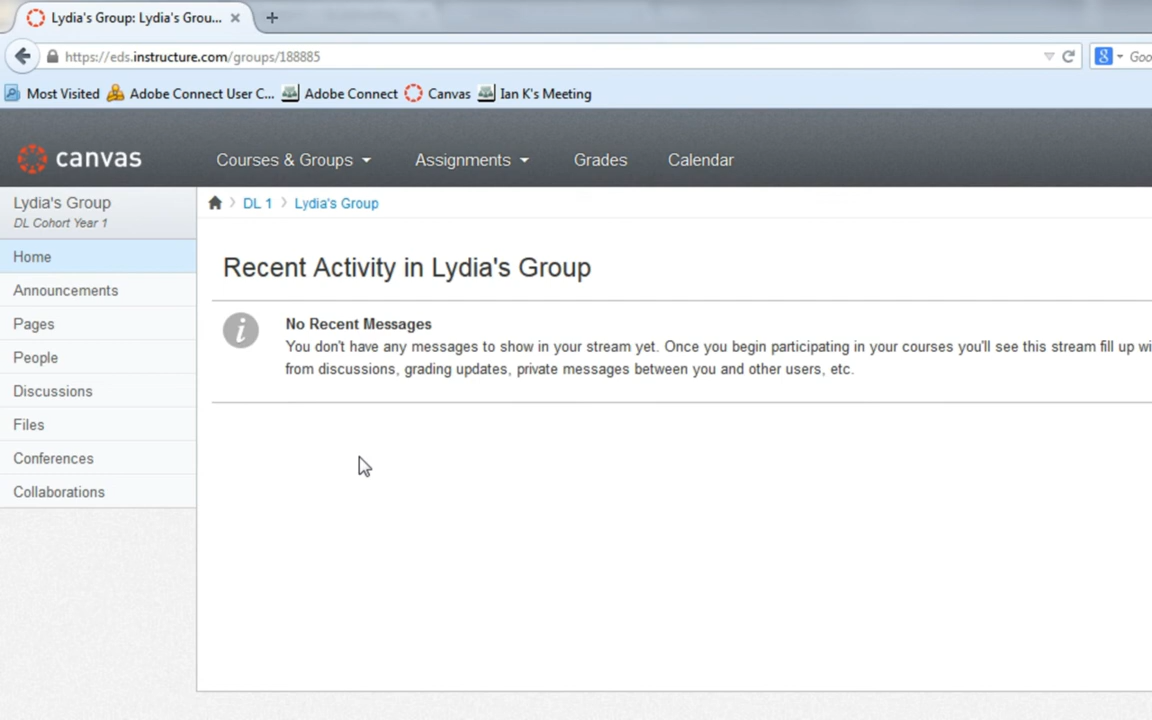 Lydia's Group: Lydia's Grou...
https://eds.instructure.com/groups/188885
8
Goo
Most Visited Adobe Connect User C... Adobe Connect Canvas Ian K's Meeting
canvas Courses & Groups Assignments Grades Calendar
Lydia's Group
DL Cohort Year 1
DL 1 Lydia's Group
Home
Announcements
Pages
People
Discussions
Files
Conferences
Collaborations
Recent Activity in Lydia's Group
No Recent Messages
You don't have any messages to show in your stream yet. Once you begin participating in your courses you'll see this stream fill up wi
from discussions, grading updates, private messages between you and other users, etc.